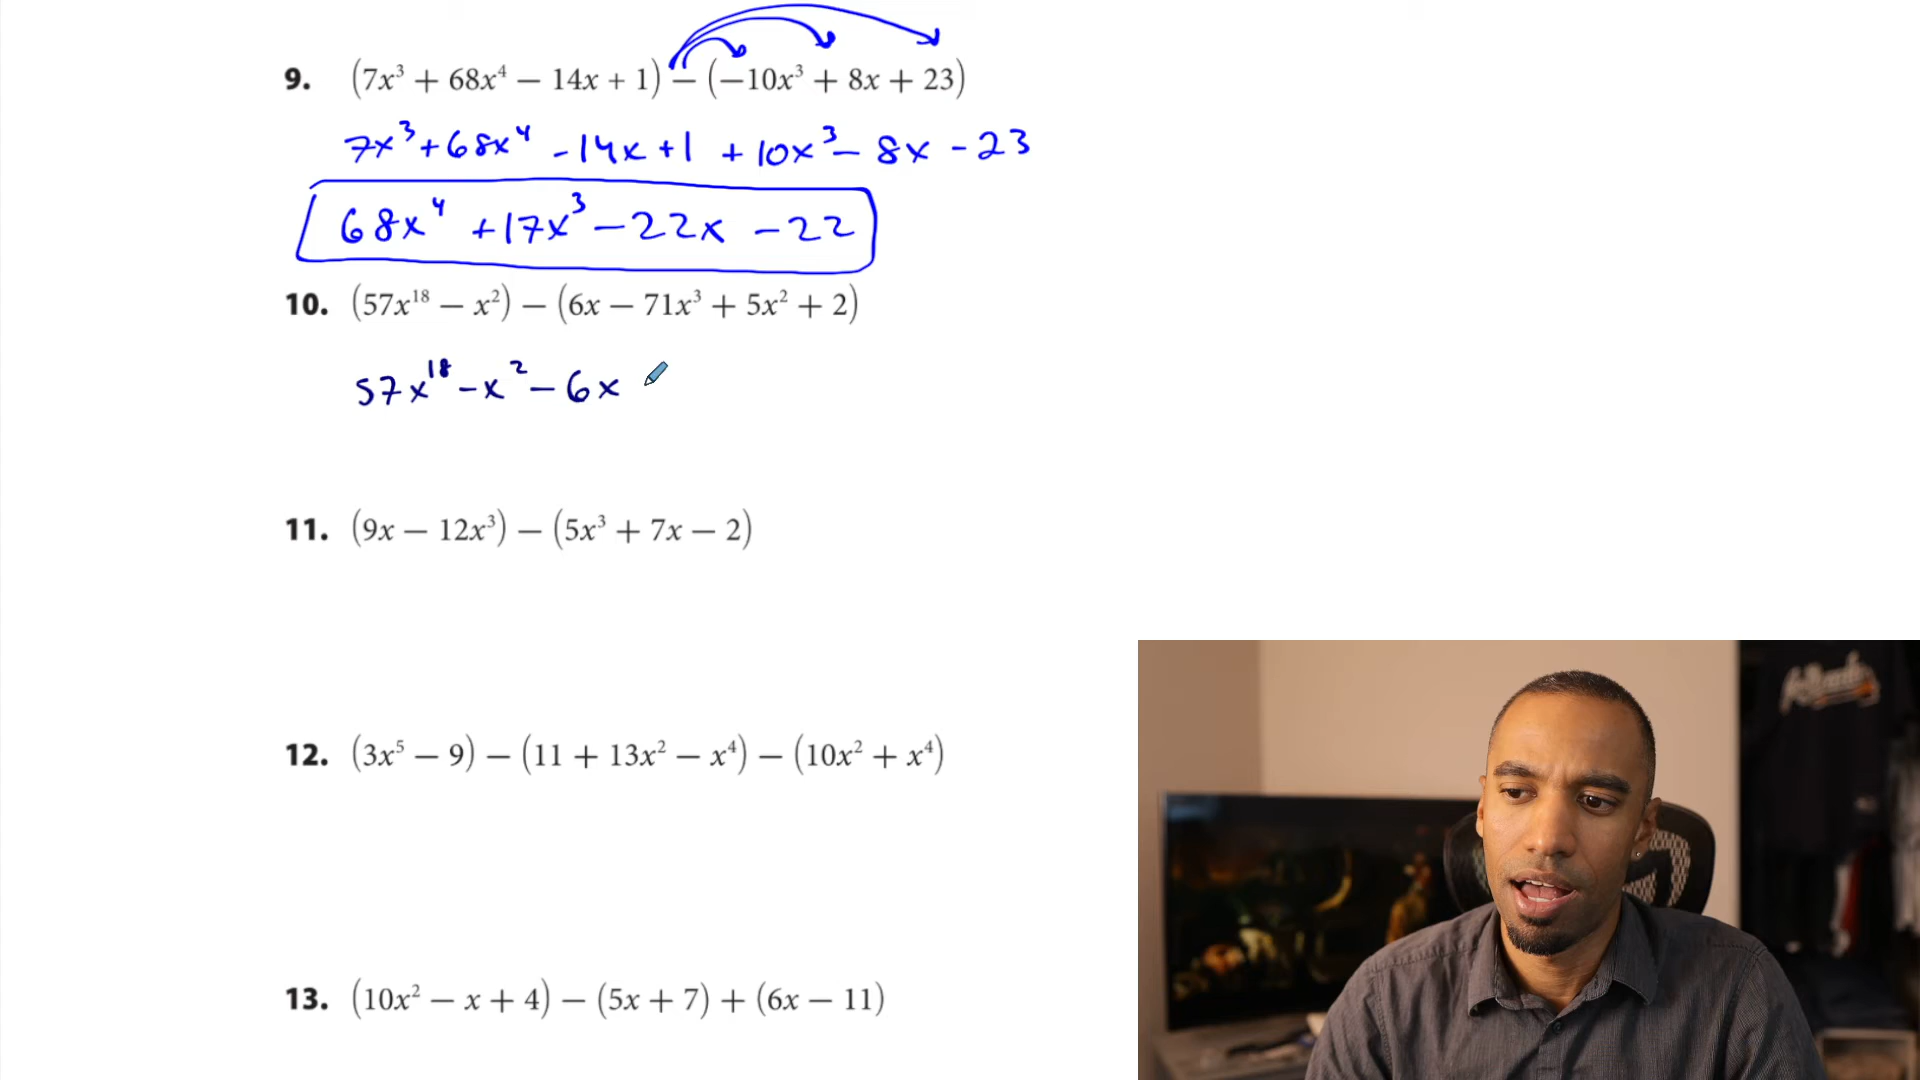 9. (7x³ + 68x⁴ – 14x + 1) – (–10x³ + 8x + 23)
7x³ + 68x⁴ - 14x + 1 + 10x³ - 8x - 23
68x⁴ + 17x³ - 22x - 22
10. (57x¹⁸ – x²) – (6x – 71x³ + 5x² + 2)
57x¹⁸ - x² - 6x
11. (9x – 12x³) – (5x³ + 7x – 2)
12. (3x⁵ – 9) – (11 + 13x² – x⁴) – (10x² + x⁴)
13. (10x² – x + 4) – (5x + 7) + (6x – 11)